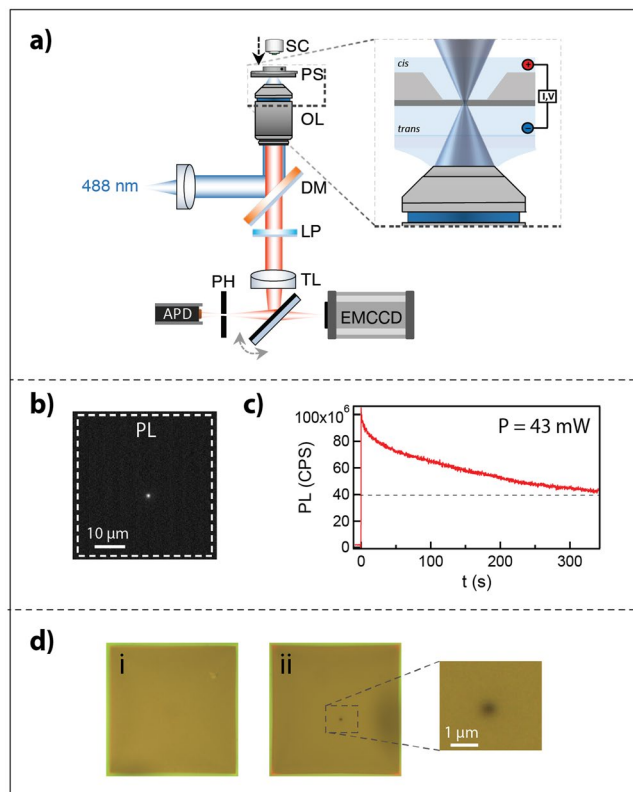 a)
SC
PS
OL
488 nm
DM
LP
PH
TL
APD
EMCCD
cis
trans
+
I,V
−
b)
PL
10 µm
c)
P = 43 mW
PL (CPS)
100x10⁶
80
60
40
20
0
0 100 200 300
t (s)
d)
i
ii
1 µm